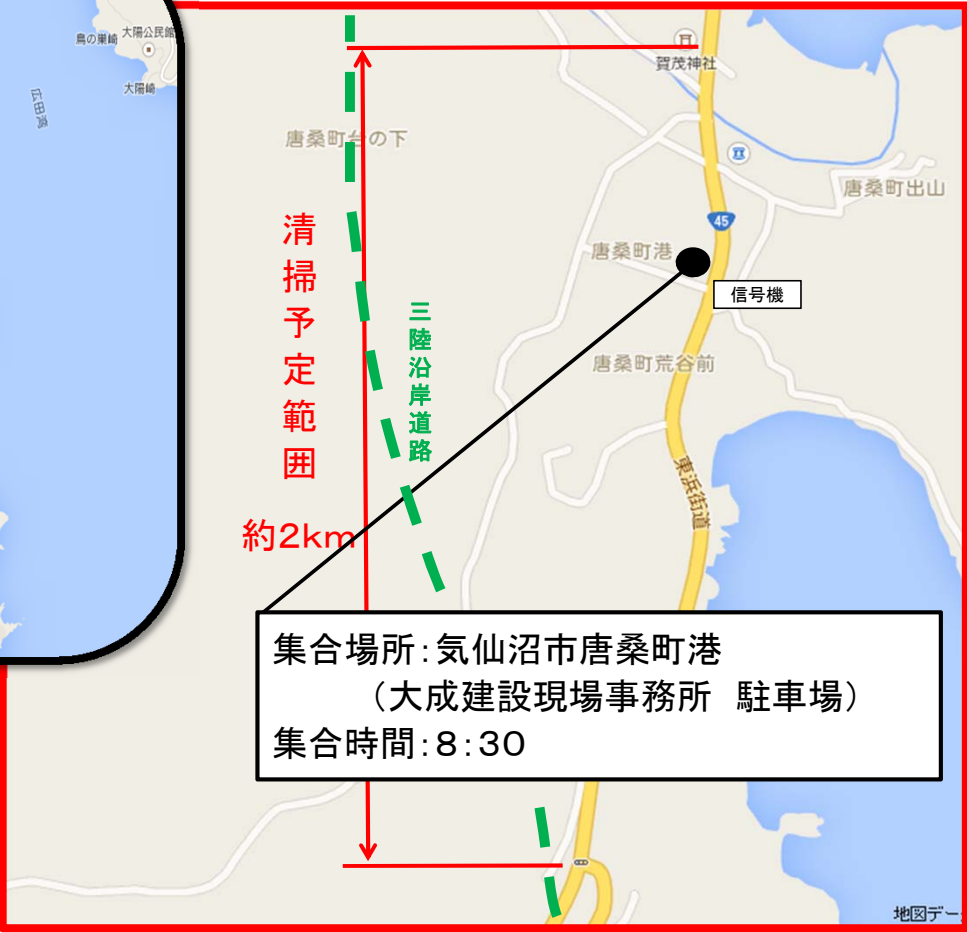 鳥の巣崎
大陽公民館
大陽崎
広田湾
賀茂神社
唐桑町台の下
唐桑町出山
45
唐桑町港
信号機
清掃予定範囲
三陸沿岸道路
唐桑町荒谷前
東浜街道
約2km
集合場所:気仙沼市唐桑町港
(大成建設現場事務所 駐車場)
集合時間:8:30
地図デー